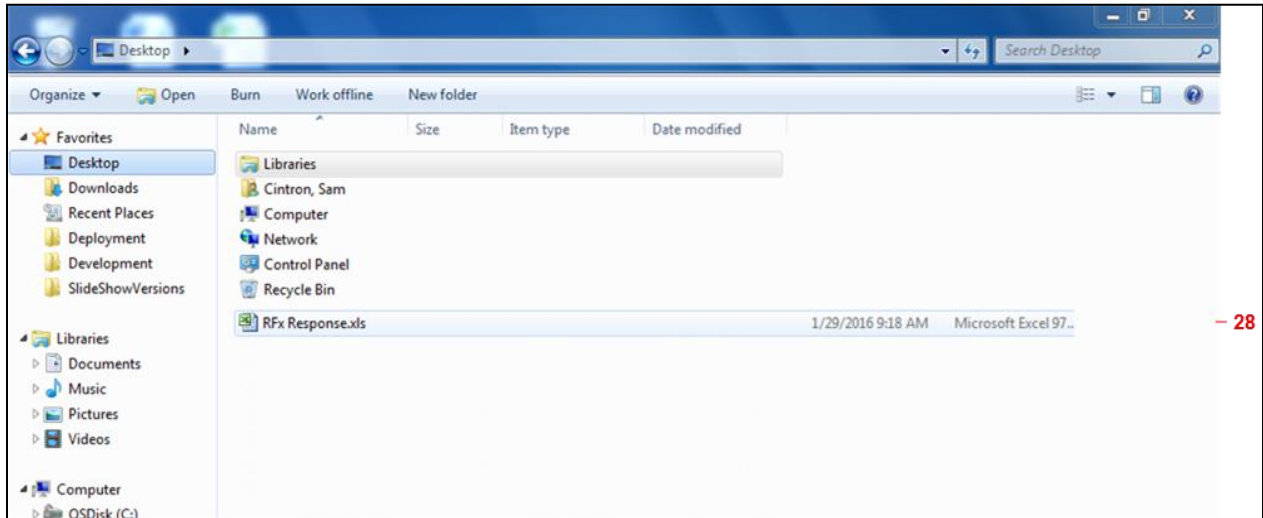 Desktop
Search Desktop
Organize Open Burn Work offline New folder
Name Size Item type Date modified
Favorites
Desktop
Downloads
Recent Places
Deployment
Development
SlideShowVersions
Libraries
Documents
Music
Pictures
Videos
Computer
OSDisk (C:)
Libraries
Cintron, Sam
Computer
Network
Control Panel
Recycle Bin
RFx Response.xls 1/29/2016 9:18 AM Microsoft Excel 97..
– 28